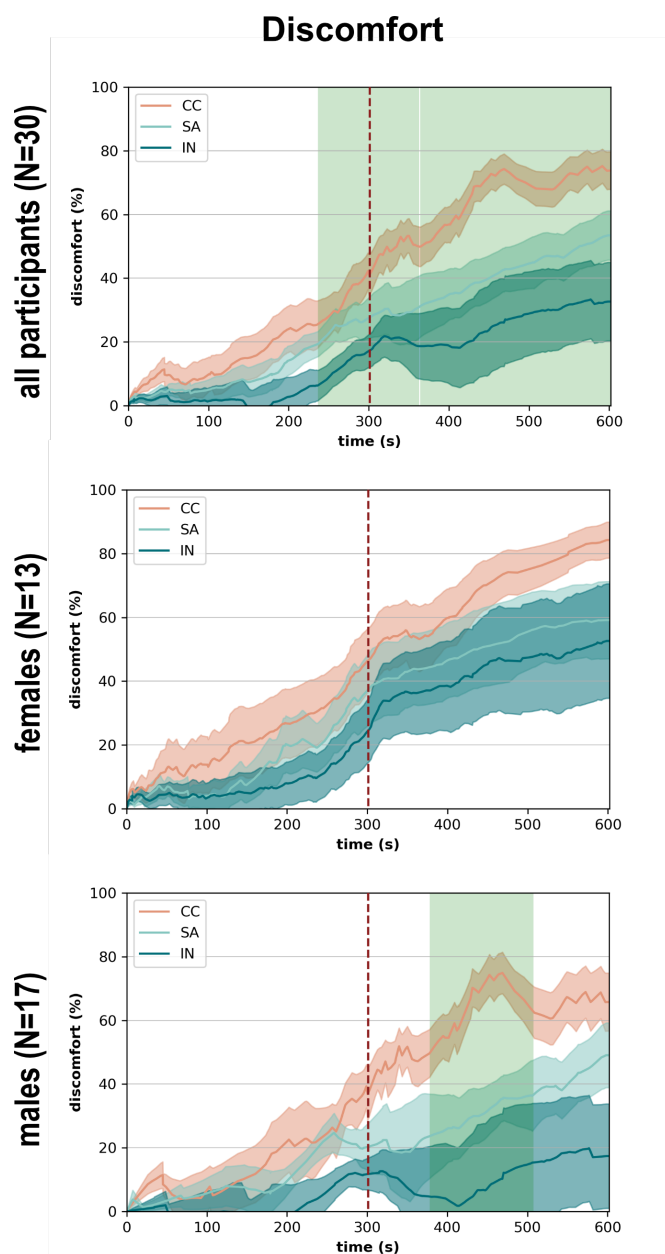 Discomfort
all participants (N=30)
discomfort (%)
100
80
60
40
20
0
CC
SA
IN
0 100 200 300 400 500 600
time (s)
females (N=13)
discomfort (%)
100
80
60
40
20
0
CC
SA
IN
0 100 200 300 400 500 600
time (s)
males (N=17)
discomfort (%)
100
80
60
40
20
0
CC
SA
IN
0 100 200 300 400 500 600
time (s)